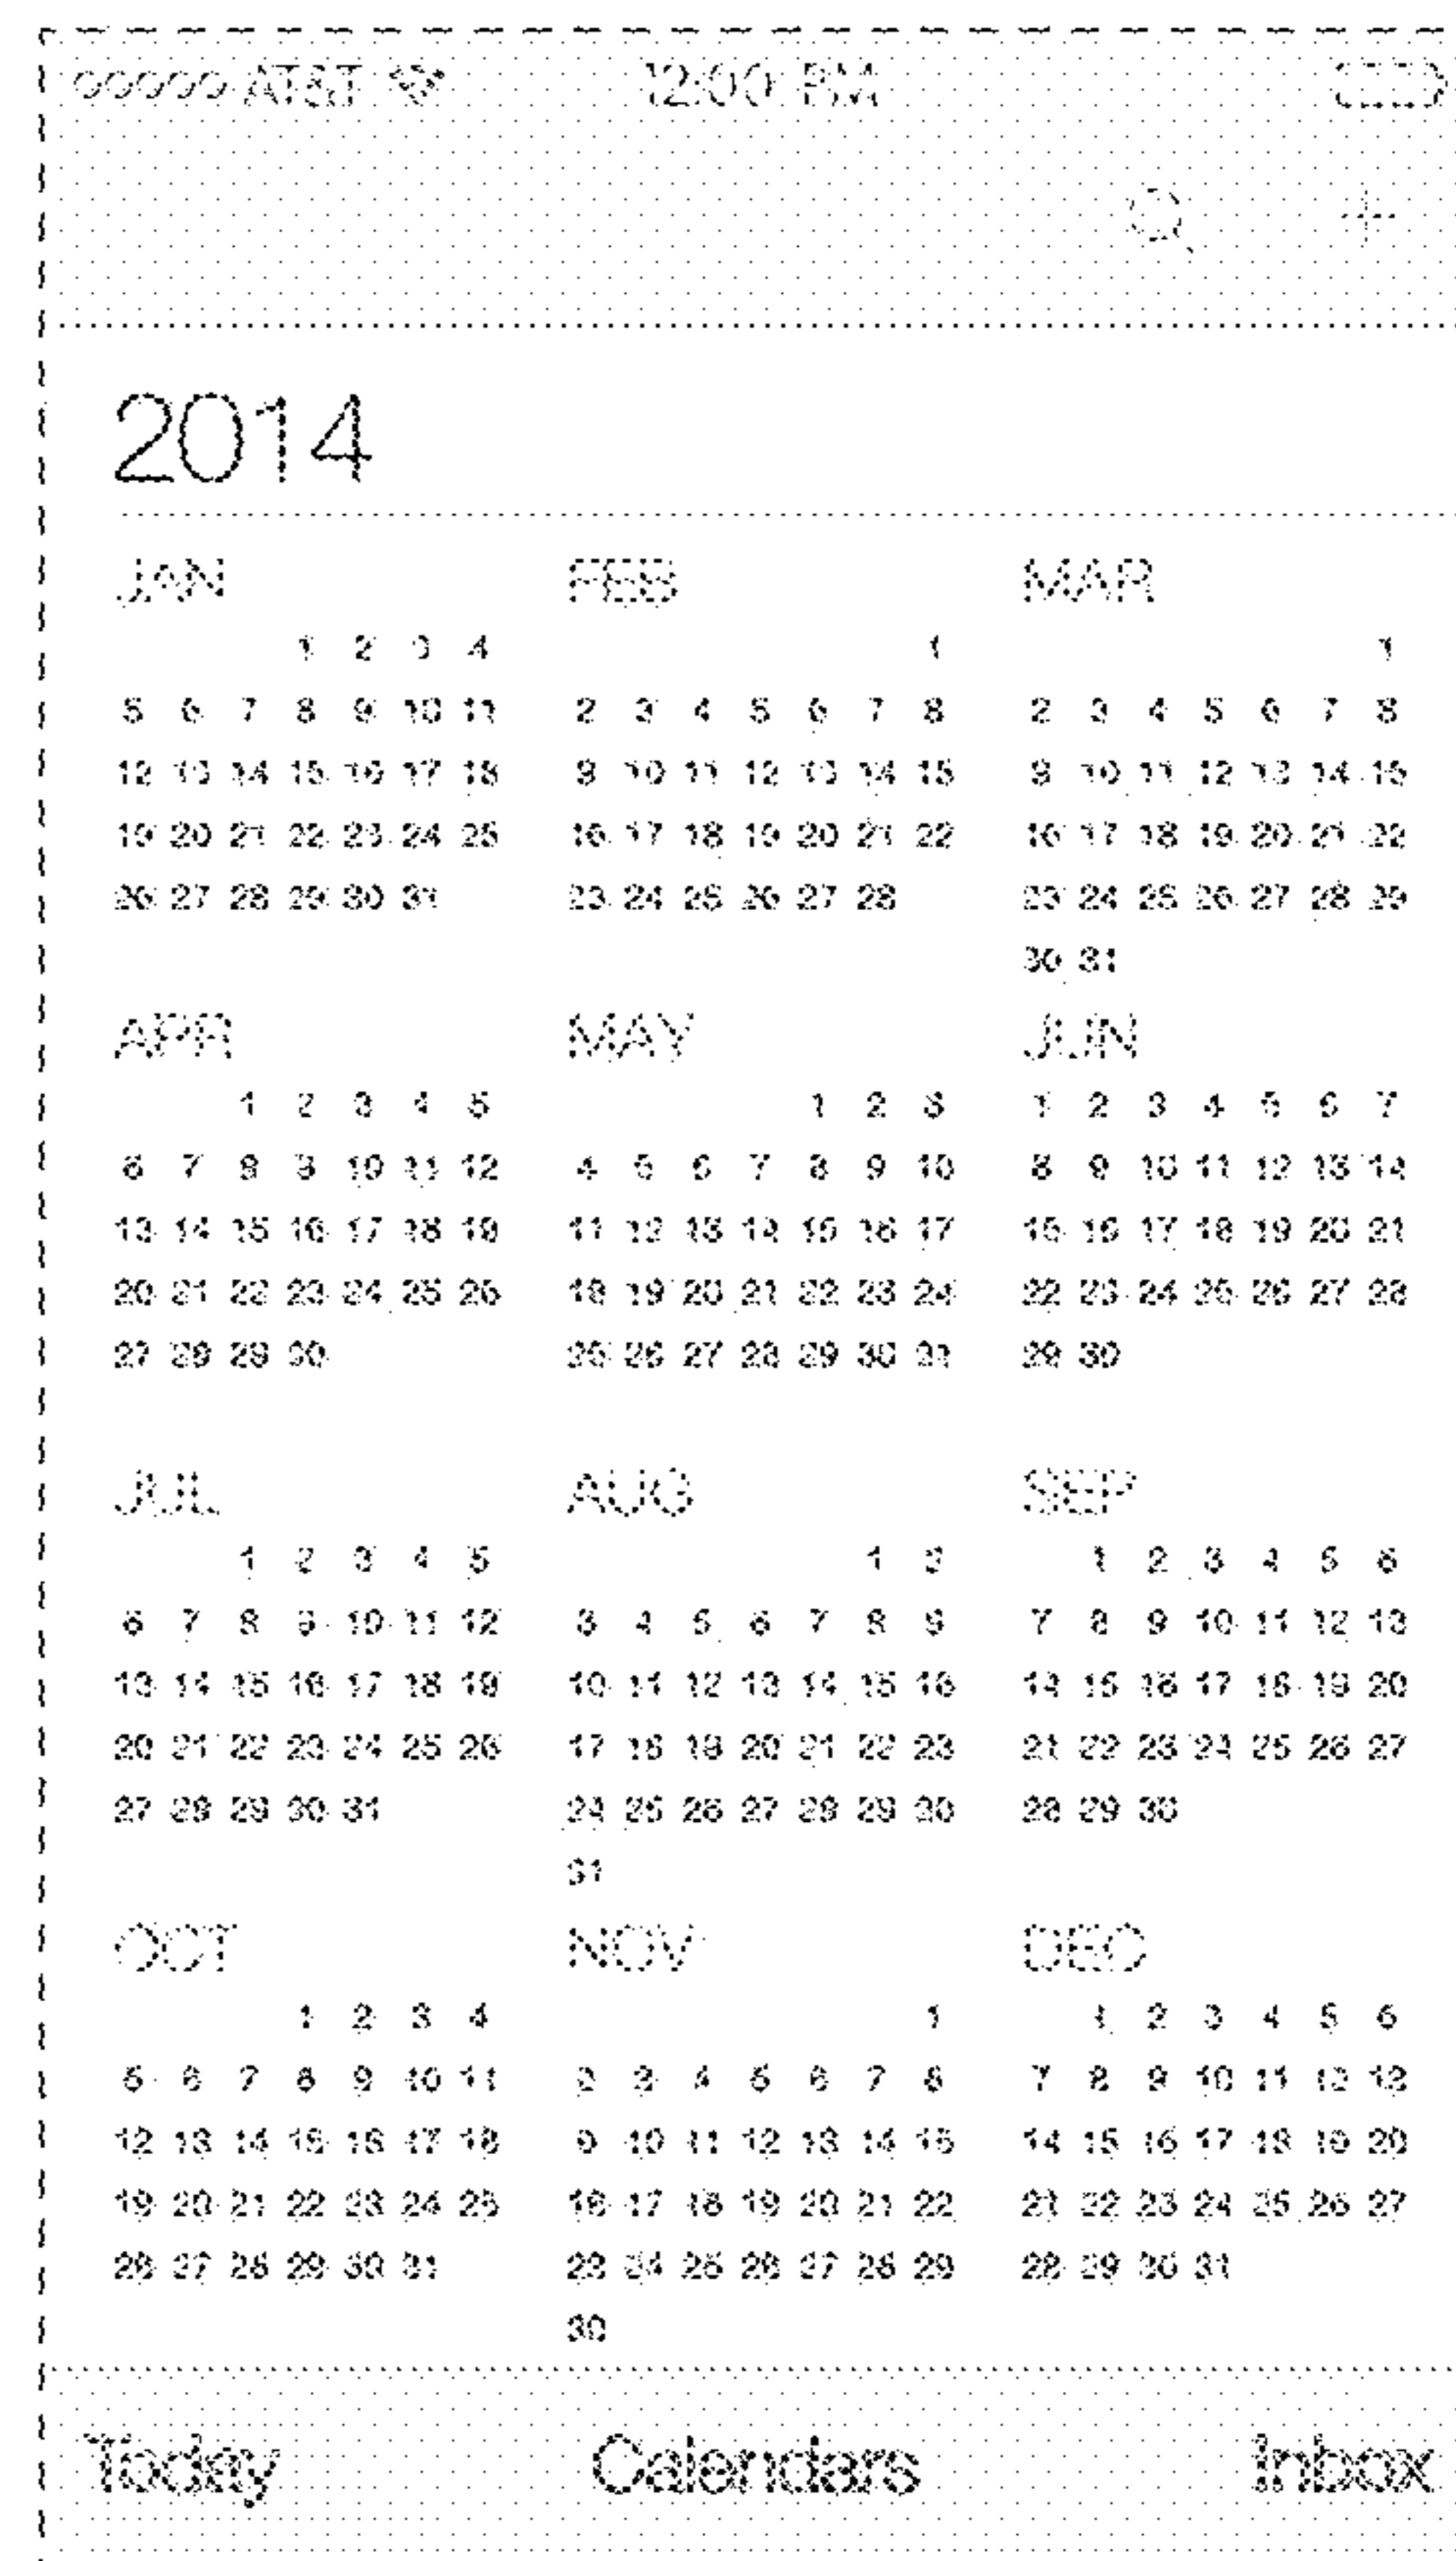 AT&T 12:00 PM
2014
JAN FEB MAR
1 2 3 4 1 1
5 6 7 8 9 10 11 2 3 4 5 6 7 8 2 3 4 5 6 7 8
12 13 14 15 16 17 18 9 10 11 12 13 14 15 9 10 11 12 13 14 15
19 20 21 22 23 24 25 16 17 18 19 20 21 22 16 17 18 19 20 21 22
26 27 28 29 30 31 23 24 25 26 27 28 23 24 25 26 27 28 29
30 31
APR MAY JUN
1 2 3 4 5 1 2 3 1 2 3 4 5 6 7
6 7 8 9 10 11 12 4 5 6 7 8 9 10 8 9 10 11 12 13 14
13 14 15 16 17 18 19 11 12 13 14 15 16 17 15 16 17 18 19 20 21
20 21 22 23 24 25 26 18 19 20 21 22 23 24 22 23 24 25 26 27 28
27 28 29 30 25 26 27 28 29 30 31 29 30
JUL AUG SEP
1 2 3 4 5 1 2 1 2 3 4 5 6
6 7 8 9 10 11 12 3 4 5 6 7 8 9 7 8 9 10 11 12 13
13 14 15 16 17 18 19 10 11 12 13 14 15 16 14 15 16 17 18 19 20
20 21 22 23 24 25 26 17 18 19 20 21 22 23 21 22 23 24 25 26 27
27 28 29 30 31 24 25 26 27 28 29 30 28 29 30
31
OCT NOV DEC
1 2 3 4 1 1 2 3 4 5 6
5 6 7 8 9 10 11 2 3 4 5 6 7 8 7 8 9 10 11 12 13
12 13 14 15 16 17 18 9 10 11 12 13 14 15 14 15 16 17 18 19 20
19 20 21 22 23 24 25 16 17 18 19 20 21 22 21 22 23 24 25 26 27
26 27 28 29 30 31 23 24 25 26 27 28 29 28 29 30 31
30
Today Calendars Inbox